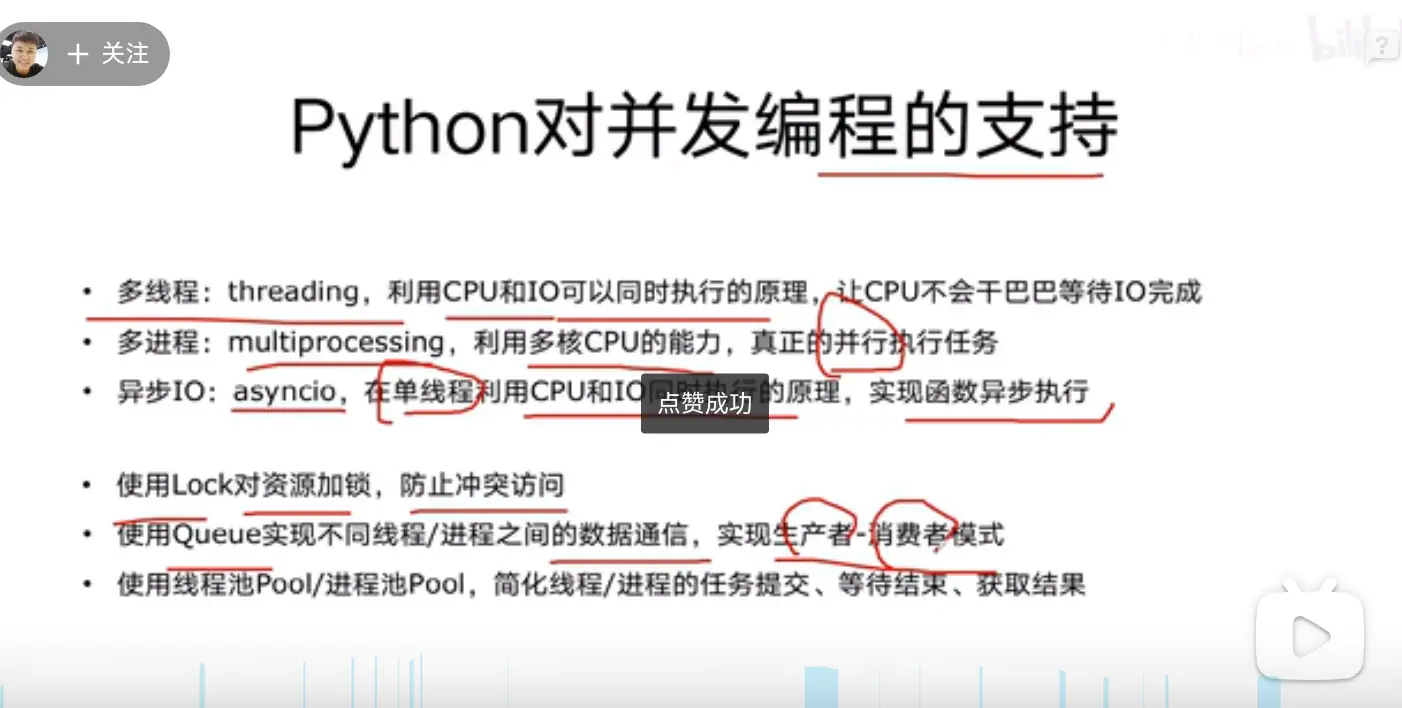 + 关注
bili
?
Python对并发编程的支持
• 多线程：threading，利用CPU和IO可以同时执行的原理，让CPU不会干巴巴等待IO完成
• 多进程：multiprocessing，利用多核CPU的能力，真正的并行执行任务
• 异步IO：asyncio，在单线程利用CPU和IO同时执行的原理，实现函数异步执行
点赞成功
• 使用Lock对资源加锁，防止冲突访问
• 使用Queue实现不同线程/进程之间的数据通信，实现生产者-消费者模式
• 使用线程池Pool/进程池Pool，简化线程/进程的任务提交、等待结束、获取结果